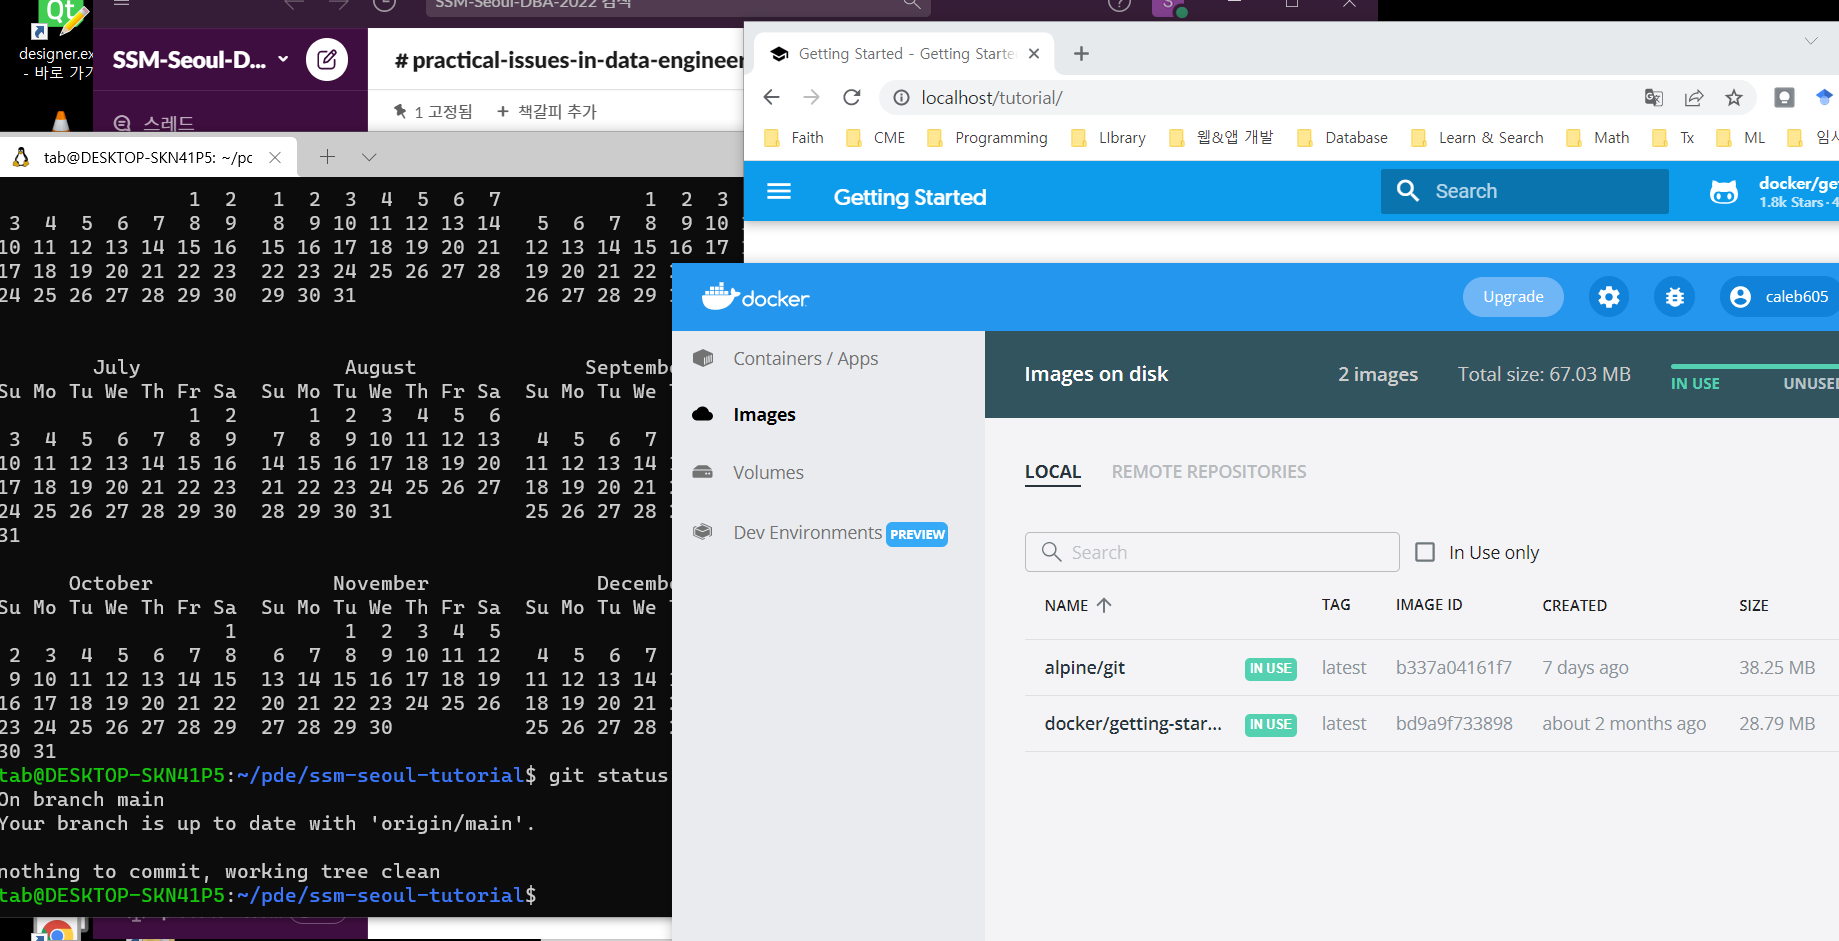 Qt
designer.ex
- 바로 가기
SSM-Seoul-DBA-2022 검색
S
SSM-Seoul-D...
# practical-issues-in-data-engineer
1 고정됨 + 책갈피 추가
스레드
Getting Started - Getting Starte
localhost/tutorial/
Faith CME Programming LIbrary 웹&앱 개발 Database Learn & Search Math Tx ML 임시
Getting Started
Search
docker/get
1.8k Stars · 4
tab@DESKTOP-SKN41P5: ~/pc
1 2 1 2 3 4 5 6 7 1 2 3
3 4 5 6 7 8 9 8 9 10 11 12 13 14 5 6 7 8 9 10
10 11 12 13 14 15 16 15 16 17 18 19 20 21 12 13 14 15 16 17
17 18 19 20 21 22 23 22 23 24 25 26 27 28 19 20 21 22
24 25 26 27 28 29 30 29 30 31 26 27 28 29
July August Septembe
Su Mo Tu We Th Fr Sa Su Mo Tu We Th Fr Sa Su Mo Tu We
1 2 1 2 3 4 5 6
3 4 5 6 7 8 9 7 8 9 10 11 12 13 4 5 6 7
10 11 12 13 14 15 16 14 15 16 17 18 19 20 11 12 13 14
17 18 19 20 21 22 23 21 22 23 24 25 26 27 18 19 20 21
24 25 26 27 28 29 30 28 29 30 31 25 26 27 28
31
October November Decembe
Su Mo Tu We Th Fr Sa Su Mo Tu We Th Fr Sa Su Mo Tu We
1 1 2 3 4 5
2 3 4 5 6 7 8 6 7 8 9 10 11 12 4 5 6 7
9 10 11 12 13 14 15 13 14 15 16 17 18 19 11 12 13 14
16 17 18 19 20 21 22 20 21 22 23 24 25 26 18 19 20 21
23 24 25 26 27 28 29 27 28 29 30 25 26 27 28
30 31
tab@DESKTOP-SKN41P5:~/pde/ssm-seoul-tutorial$ git status
On branch main
Your branch is up to date with 'origin/main'.
nothing to commit, working tree clean
tab@DESKTOP-SKN41P5:~/pde/ssm-seoul-tutorial$
docker
Upgrade
caleb605
Containers / Apps
Images
Volumes
Dev Environments PREVIEW
Images on disk
2 images
Total size: 67.03 MB
IN USE
UNUSED
LOCAL REMOTE REPOSITORIES
Search
In Use only
NAME TAG IMAGE ID CREATED SIZE
alpine/git IN USE latest b337a04161f7 7 days ago 38.25 MB
docker/getting-star... IN USE latest bd9a9f733898 about 2 months ago 28.79 MB